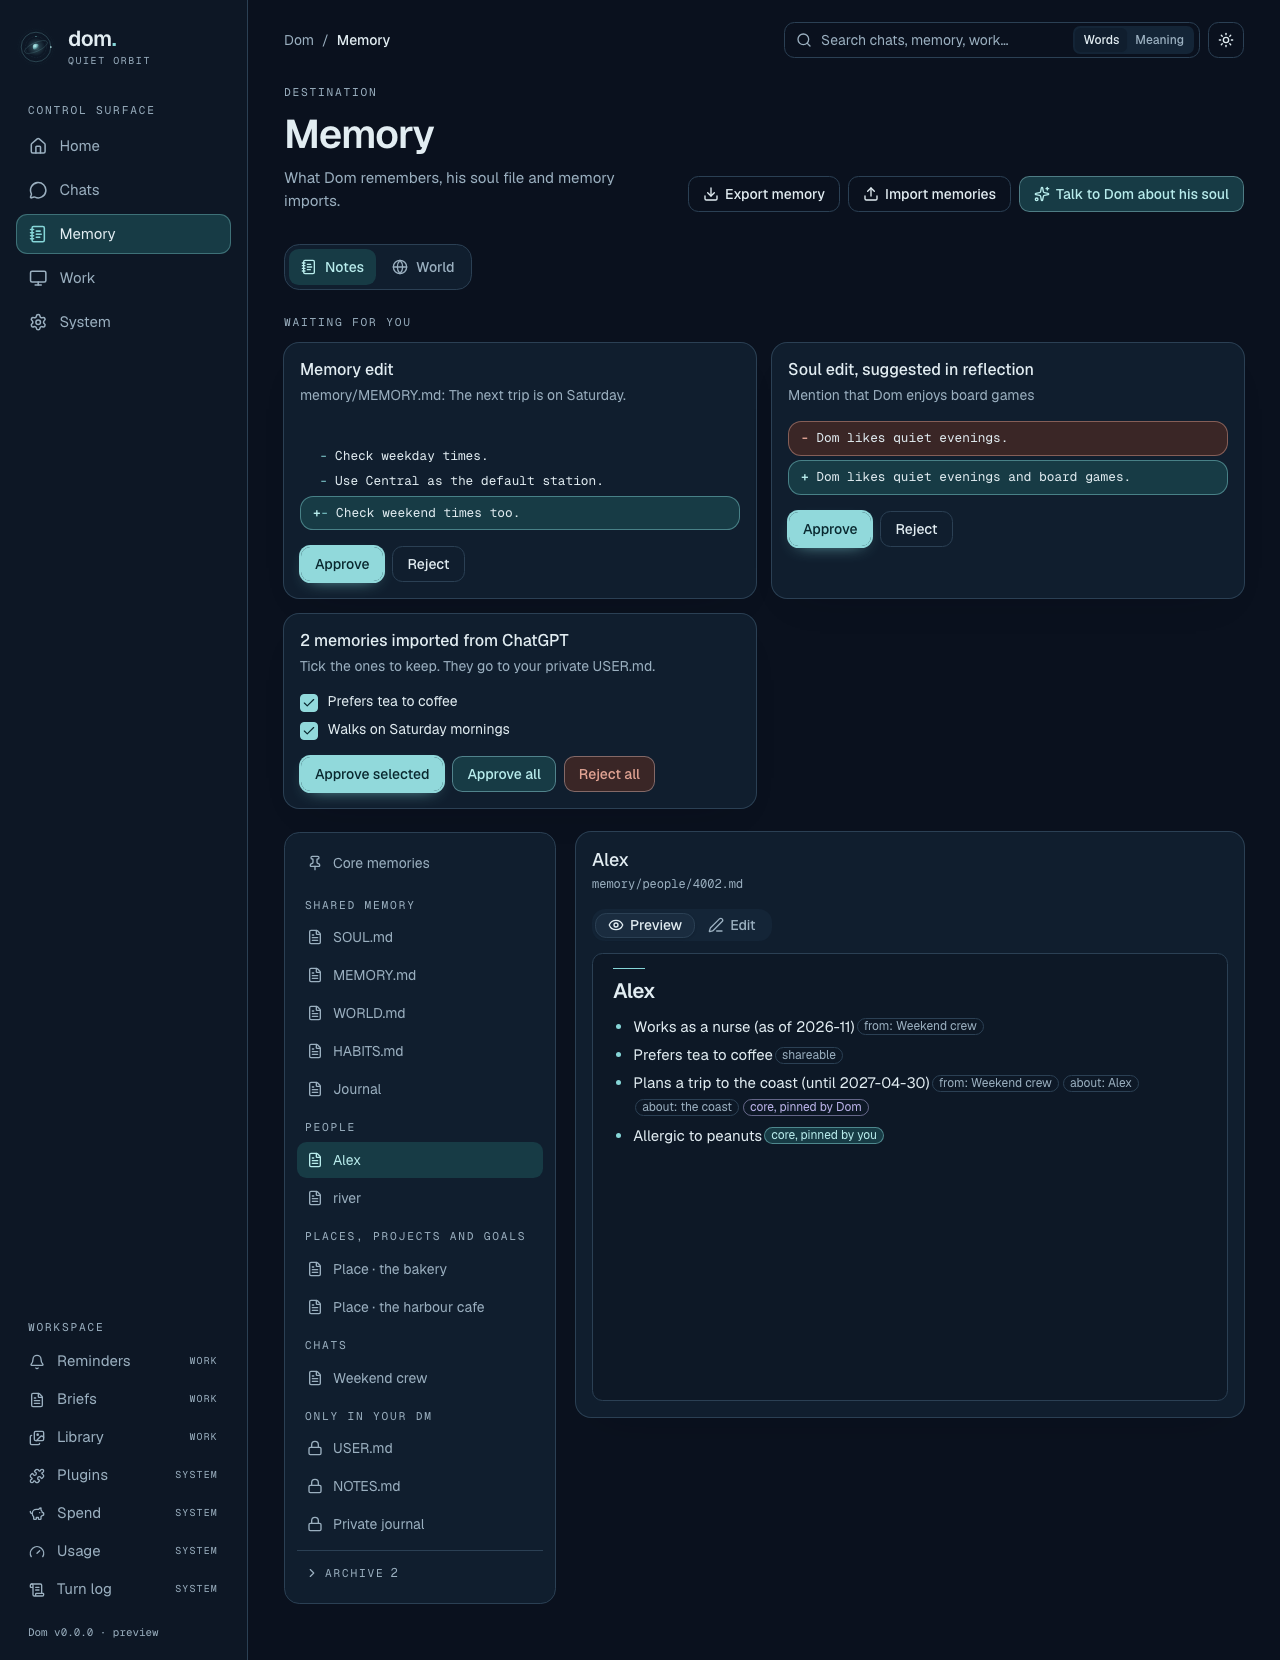 dom.
QUIET ORBIT
CONTROL SURFACE
Home
Chats
Memory
Work
System
WORKSPACE
Reminders WORK
Briefs WORK
Library WORK
Plugins SYSTEM
Spend SYSTEM
Usage SYSTEM
Turn log SYSTEM
Dom v0.0.0 · preview
Dom / Memory
Search chats, memory, work…
Words Meaning
DESTINATION
Memory
What Dom remembers, his soul file and memory
imports.
Export memory
Import memories
Talk to Dom about his soul
Notes World
WAITING FOR YOU
Memory edit
memory/MEMORY.md: The next trip is on Saturday.
- Check weekday times.
- Use Central as the default station.
+- Check weekend times too.
Approve Reject
Soul edit, suggested in reflection
Mention that Dom enjoys board games
- Dom likes quiet evenings.
+ Dom likes quiet evenings and board games.
Approve Reject
2 memories imported from ChatGPT
Tick the ones to keep. They go to your private USER.md.
Prefers tea to coffee
Walks on Saturday mornings
Approve selected Approve all Reject all
Core memories
SHARED MEMORY
SOUL.md
MEMORY.md
WORLD.md
HABITS.md
Journal
PEOPLE
Alex
river
PLACES, PROJECTS AND GOALS
Place · the bakery
Place · the harbour cafe
CHATS
Weekend crew
ONLY IN YOUR DM
USER.md
NOTES.md
Private journal
ARCHIVE 2
Alex
memory/people/4002.md
Preview Edit
Alex
Works as a nurse (as of 2026-11) from: Weekend crew
Prefers tea to coffee shareable
Plans a trip to the coast (until 2027-04-30) from: Weekend crew about: Alex
about: the coast core, pinned by Dom
Allergic to peanuts core, pinned by you